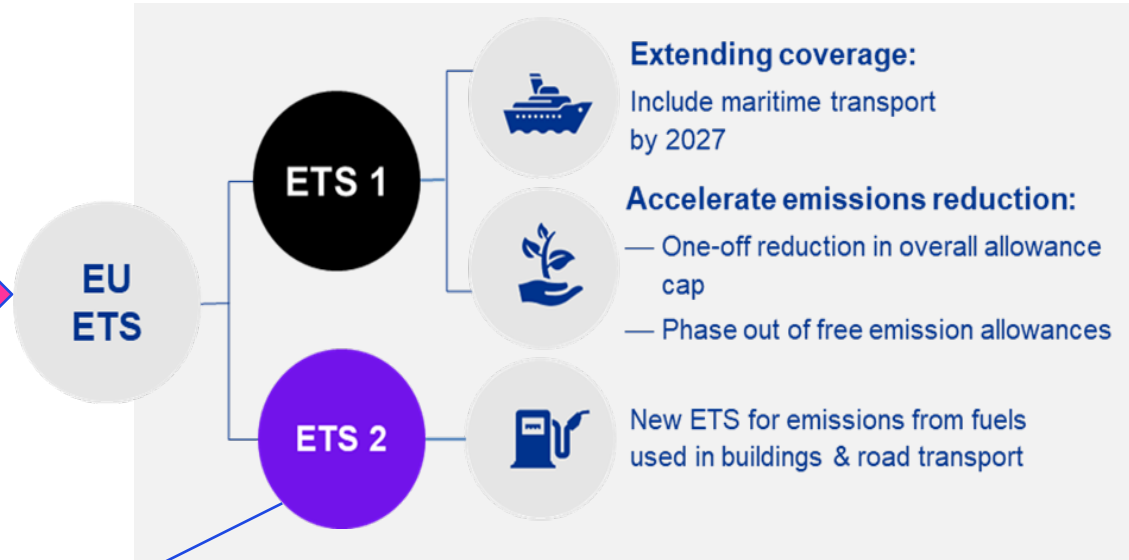 EU
ETS
ETS 1
Extending coverage:
Include maritime transport
by 2027
Accelerate emissions reduction:
— One-off reduction in overall allowance
cap
— Phase out of free emission allowances
ETS 2
New ETS for emissions from fuels
used in buildings & road transport